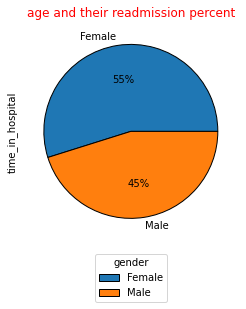 age and their readmission percent
Female
55%
time_in_hospital
45%
Male
gender
Female
Male